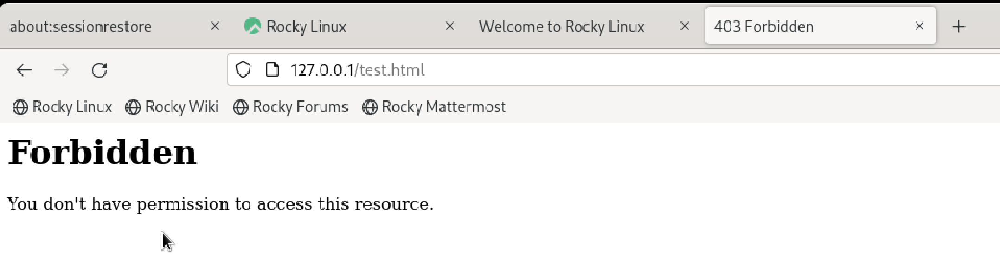 about:sessionrestore Rocky Linux Welcome to Rocky Linux 403 Forbidden
127.0.0.1/test.html
Rocky Linux Rocky Wiki Rocky Forums Rocky Mattermost
Forbidden
You don't have permission to access this resource.